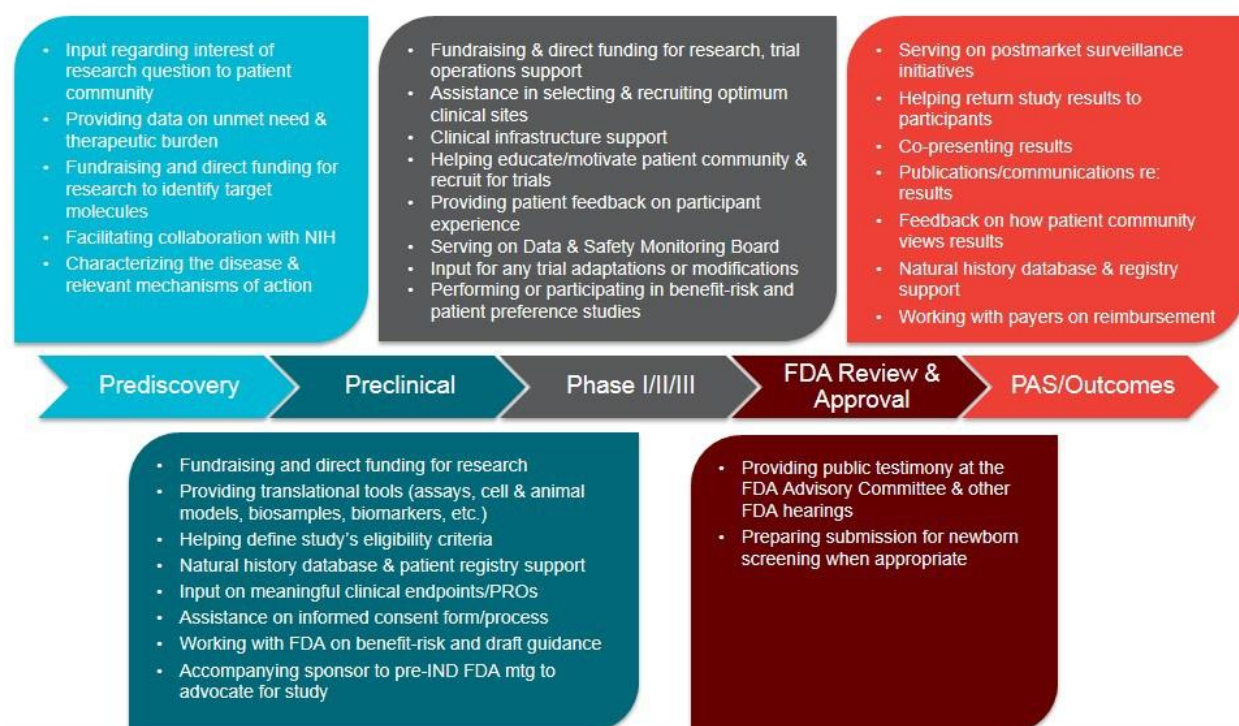 • Input regarding interest of
research question to patient
community
• Providing data on unmet need &
therapeutic burden
• Fundraising and direct funding for
research to identify target
molecules
• Facilitating collaboration with NIH
• Characterizing the disease &
relevant mechanisms of action
• Fundraising & direct funding for research, trial
operations support
• Assistance in selecting & recruiting optimum
clinical sites
• Clinical infrastructure support
• Helping educate/motivate patient community &
recruit for trials
• Providing patient feedback on participant
experience
• Serving on Data & Safety Monitoring Board
• Input for any trial adaptations or modifications
• Performing or participating in benefit-risk and
patient preference studies
• Serving on postmarket surveillance
initiatives
• Helping return study results to
participants
• Co-presenting results
• Publications/communications re:
results
• Feedback on how patient community
views results
• Natural history database & registry
support
• Working with payers on reimbursement
Prediscovery
Preclinical
Phase I/II/III
FDA Review &
Approval
PAS/Outcomes
• Fundraising and direct funding for research
• Providing translational tools (assays, cell & animal
models, biosamples, biomarkers, etc.)
• Helping define study's eligibility criteria
• Natural history database & patient registry support
• Input on meaningful clinical endpoints/PROs
• Assistance on informed consent form/process
• Working with FDA on benefit-risk and draft guidance
• Accompanying sponsor to pre-IND FDA mtg to
advocate for study
• Providing public testimony at the
FDA Advisory Committee & other
FDA hearings
• Preparing submission for newborn
screening when appropriate